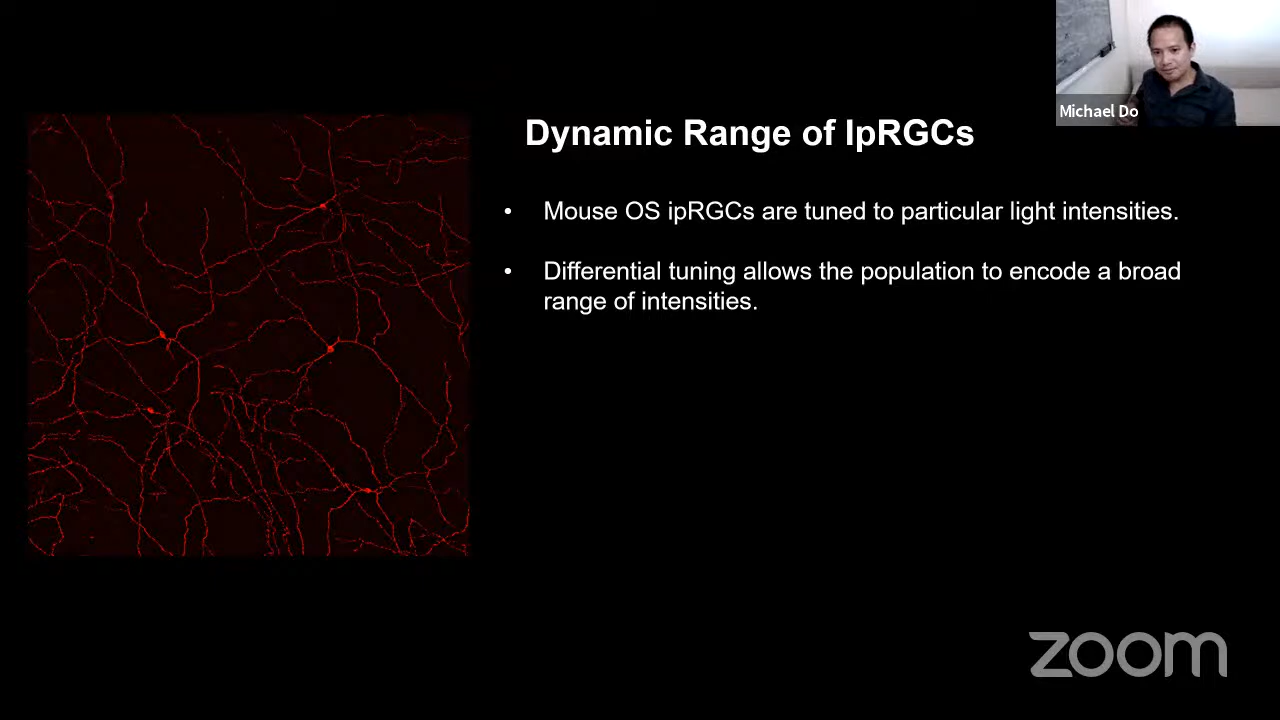 Michael Do
Dynamic Range of IpRGCs
• Mouse OS ipRGCs are tuned to particular light intensities.
• Differential tuning allows the population to encode a broad
range of intensities.
zoom